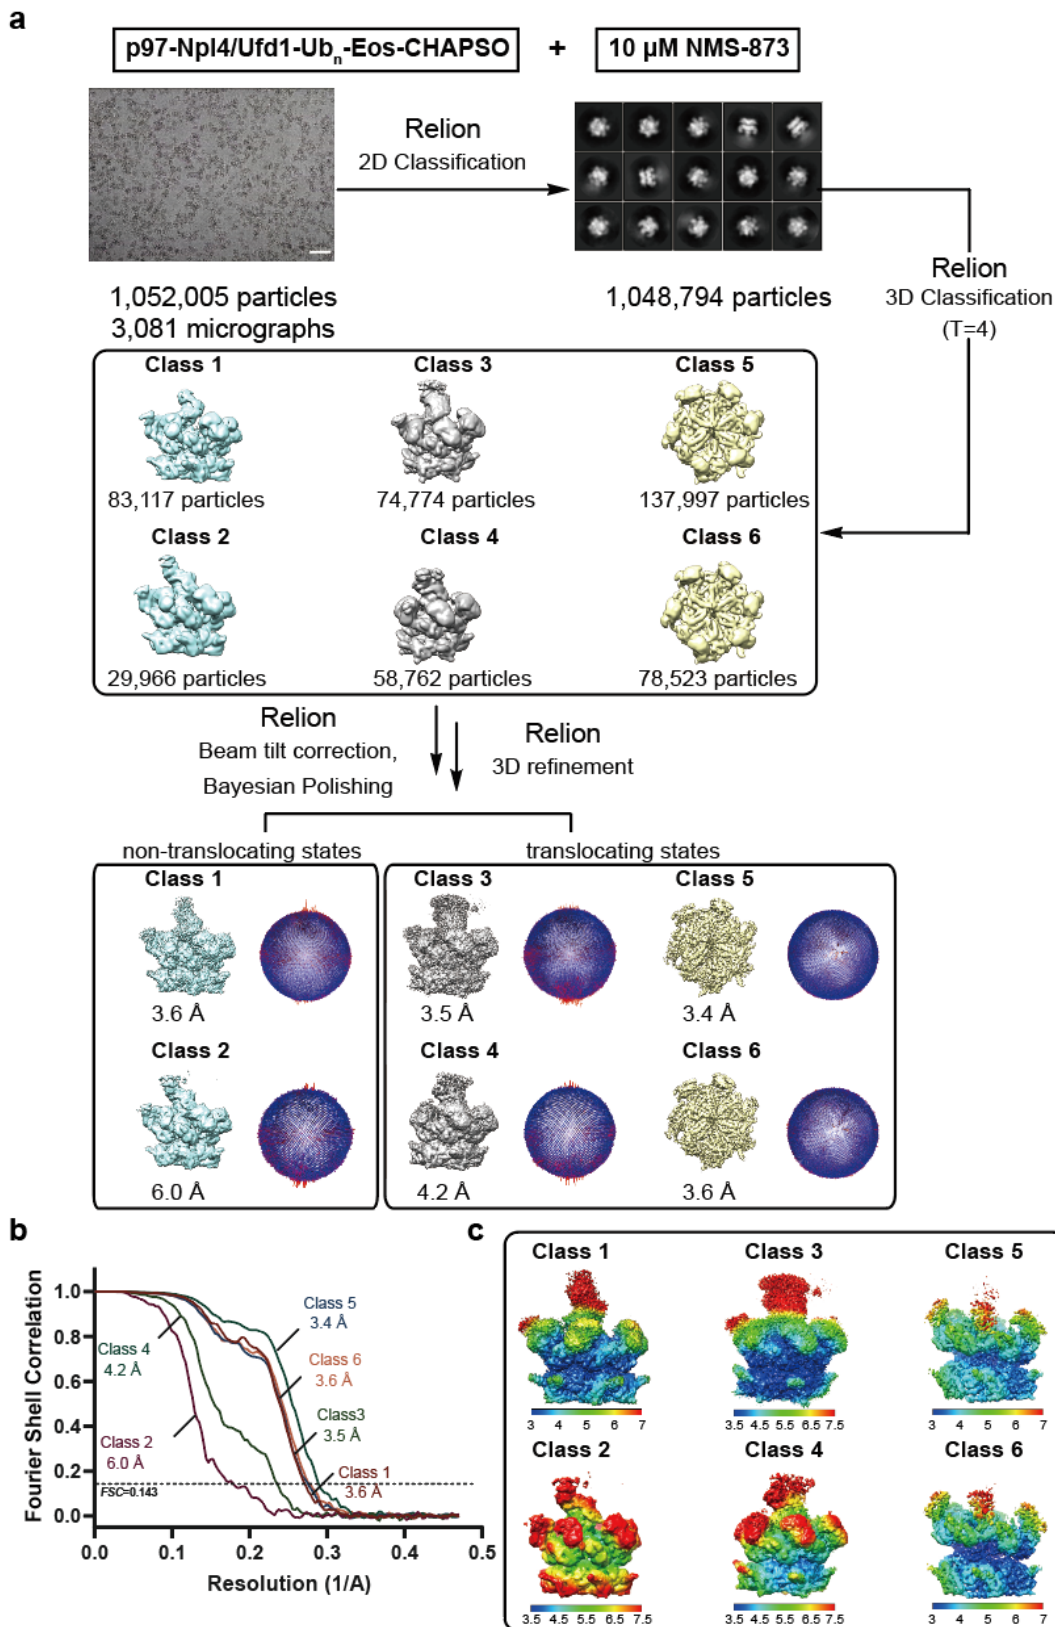 a
p97-Npl4/Ufd1-Ubn-Eos-CHAPSO + 10 µM NMS-873
Relion
2D Classification
1,052,005 particles
3,081 micrographs
1,048,794 particles
Relion
3D Classification
(T=4)
Class 1 Class 3 Class 5
83,117 particles 74,774 particles 137,997 particles
Class 2 Class 4 Class 6
29,966 particles 58,762 particles 78,523 particles
Relion
Beam tilt correction,
Bayesian Polishing
Relion
3D refinement
non-translocating states translocating states
Class 1 Class 3 Class 5
3.6 Å 3.5 Å 3.4 Å
Class 2 Class 4 Class 6
6.0 Å 4.2 Å 3.6 Å
b
Fourier Shell Correlation
1.0
0.8
0.6
0.4
0.2
0.0
Class 5
3.4 Å
Class 4
4.2 Å
Class 6
3.6 Å
Class3
3.5 Å
Class 2
6.0 Å
Class 1
3.6 Å
FSC=0.143
0.0 0.1 0.2 0.3 0.4 0.5
Resolution (1/A)
c
Class 1 Class 3 Class 5
3 4 5 6 7 3.5 4.5 5.5 6.5 7.5 3 4 5 6 7
Class 2 Class 4 Class 6
3.5 4.5 5.5 6.5 7.5 3.5 4.5 5.5 6.5 7.5 3 4 5 6 7